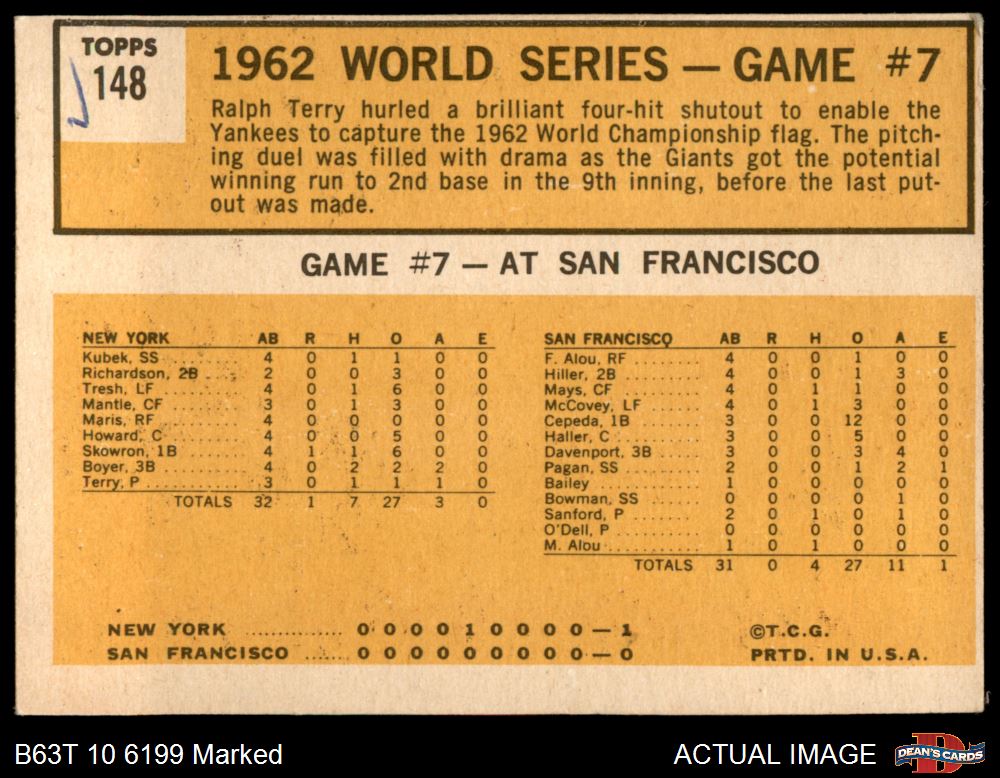 TOPPS
148
1962 WORLD SERIES — GAME #7
Ralph Terry hurled a brilliant four-hit shutout to enable the
Yankees to capture the 1962 World Championship flag. The pitch-
ing duel was filled with drama as the Giants got the potential
winning run to 2nd base in the 9th inning, before the last put-
out was made.
GAME #7 — AT SAN FRANCISCO
NEW YORK AB R H O A E
Kubek, SS ........ 4 0 1 1 0 0
Richardson, 2B .... 2 0 0 3 0 0
Tresh, LF ........ 4 0 1 6 0 0
Mantle, CF ....... 3 0 1 3 0 0
Maris, RF ........ 4 0 0 0 0 0
Howard, C ........ 4 0 0 5 0 0
Skowron, 1B ...... 4 1 1 6 0 0
Boyer, 3B ........ 4 0 2 2 2 0
Terry, P ......... 3 0 1 1 1 0
TOTALS 32 1 7 27 3 0
SAN FRANCISCO AB R H O A E
F. Alou, RF ........ 4 0 0 1 0 0
Hiller, 2B ......... 4 0 0 1 3 0
Mays, CF .......... 4 0 1 1 0 0
McCovey, LF ....... 4 0 1 3 0 0
Cepeda, 1B ........ 3 0 0 12 0 0
Haller, C .......... 3 0 0 5 0 0
Davenport, 3B ..... 3 0 0 3 4 0
Pagan, SS ......... 2 0 0 1 2 1
Bailey ............ 1 0 0 0 0 0
Bowman, SS ....... 0 0 0 0 1 0
Sanford, P ........ 2 0 1 0 1 0
O'Dell, P .......... 0 0 0 0 0 0
M. Alou ........... 1 0 1 0 0 0
TOTALS 31 0 4 27 11 1
NEW YORK ............... 0 0 0 0 1 0 0 0 0 — 1
SAN FRANCISCO ....... 0 0 0 0 0 0 0 0 0 — 0
©T.C.G.
PRTD. IN U.S.A.
B63T 10 6199 Marked
ACTUAL IMAGE
DEAN'S CARDS